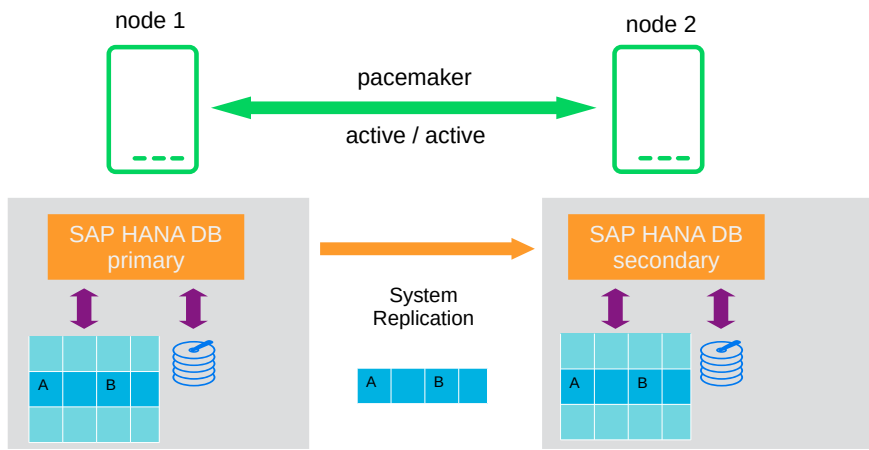 node 1
node 2
pacemaker
active / active
SAP HANA DB
primary
SAP HANA DB
secondary
System
Replication
A B
A B
A B